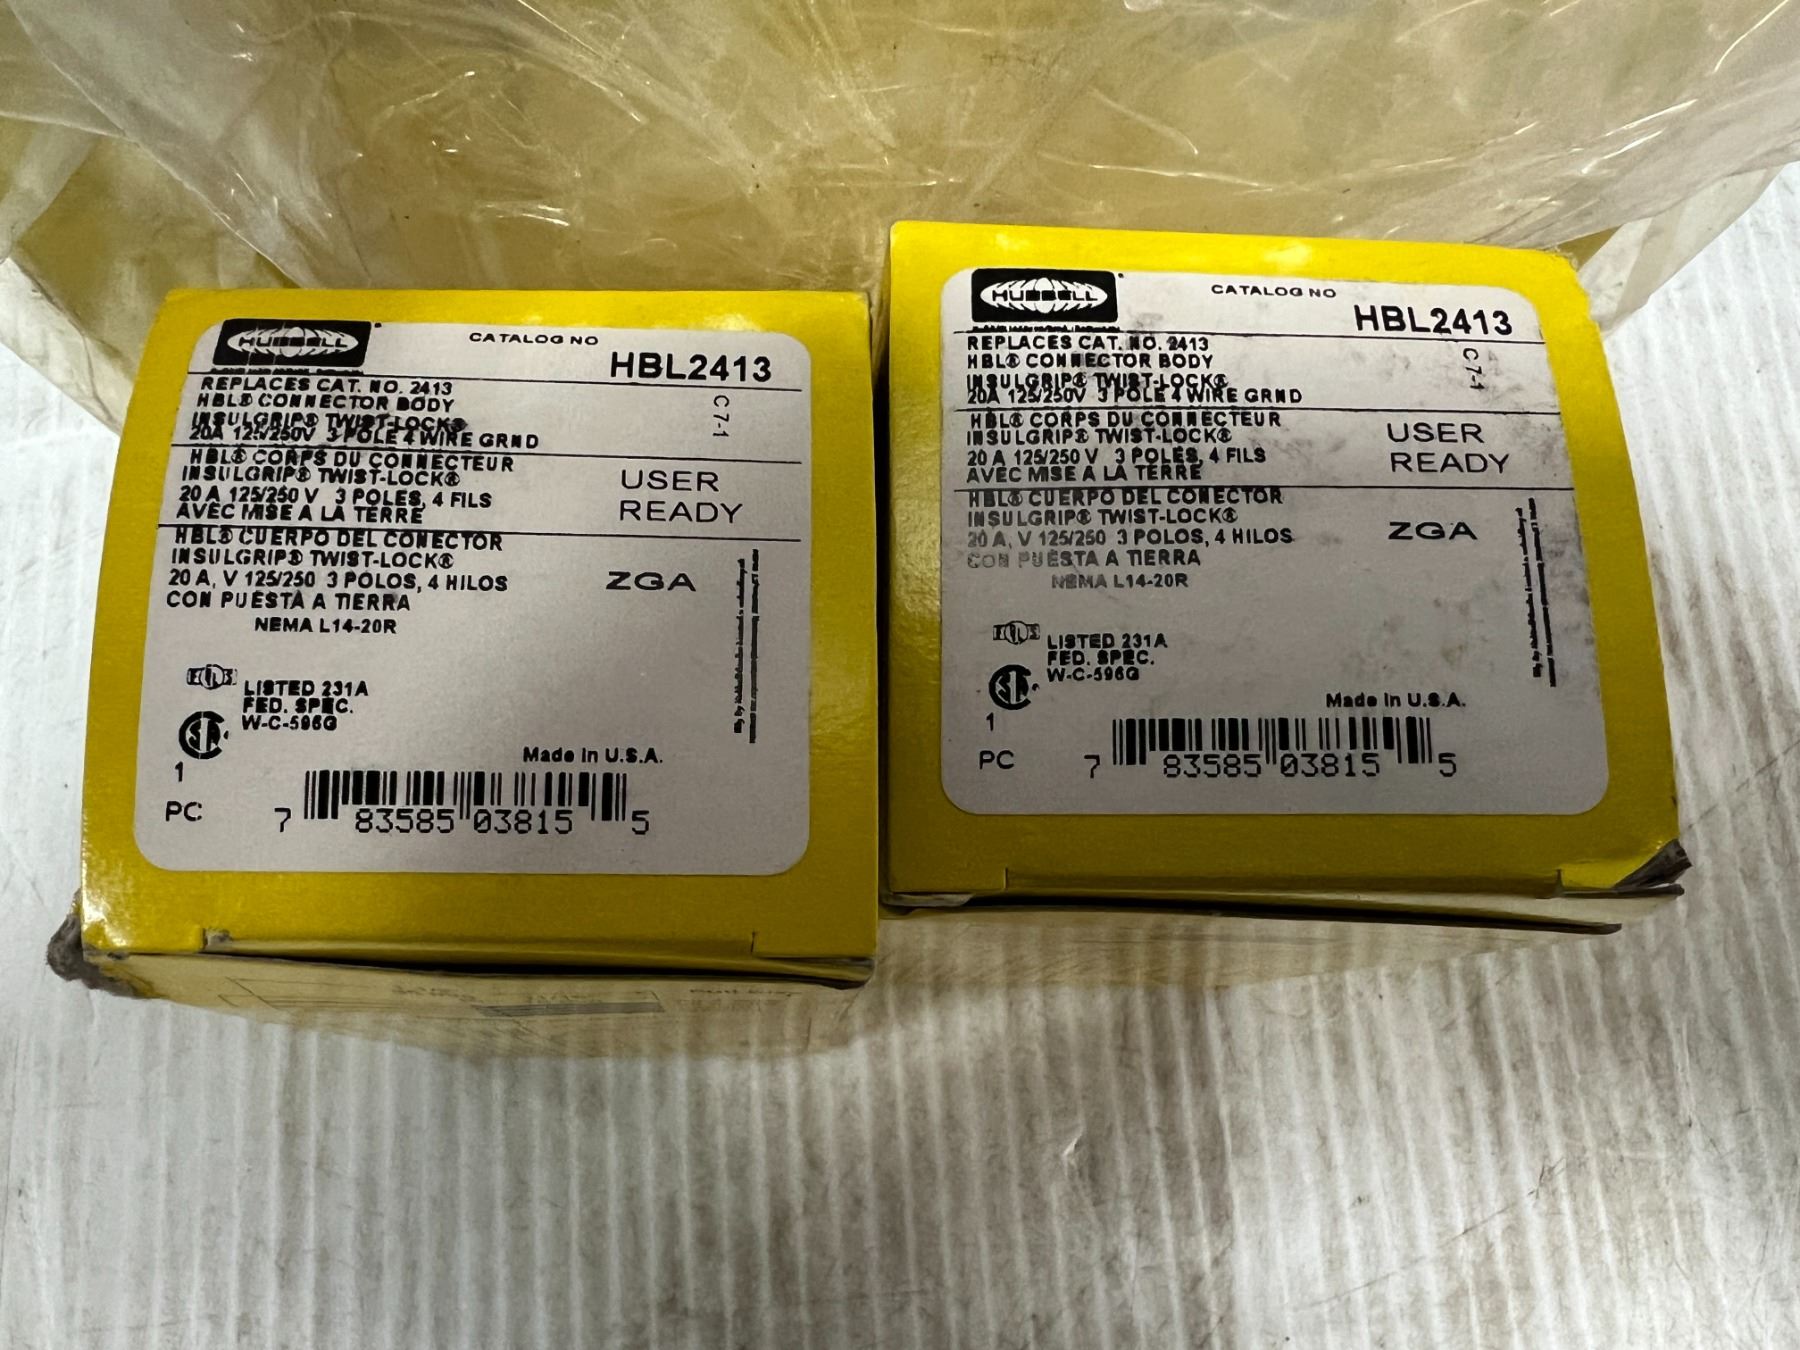 HUBBELL
CATALOG NO
HBL2413
REPLACES CAT. NO. 2413
HBL® CONNECTOR BODY
INSULGRIP® TWIST-LOCK®
20A 125/250V 3 POLE 4 WIRE GRND
C7-1
HBL® CORPS DU CONNECTEUR
INSULGRIP® TWIST-LOCK®
20 A 125/250 V 3 POLES, 4 FILS
AVEC MISE A LA TERRE
USER
READY
HBL® CUERPO DEL CONECTOR
INSULGRIP® TWIST-LOCK®
20 A, V 125/250 3 POLOS, 4 HILOS
CON PUESTA A TIERRA
NEMA L14-20R
ZGA
LISTED 231A
FED. SPEC.
W-C-596G
Made in U.S.A.
1
PC
7 83585 03815 5
HUBBELL
CATALOG NO
HBL2413
REPLACES CAT. NO. 2413
HBL® CONNECTOR BODY
INSULGRIP® TWIST-LOCK®
20A 125/250V 3 POLE 4 WIRE GRND
C7-1
HBL® CORPS DU CONNECTEUR
INSULGRIP® TWIST-LOCK®
20 A 125/250 V 3 POLES, 4 FILS
AVEC MISE A LA TERRE
USER
READY
HBL® CUERPO DEL CONECTOR
INSULGRIP® TWIST-LOCK®
20 A, V 125/250 3 POLOS, 4 HILOS
CON PUESTA A TIERRA
NEMA L14-20R
ZGA
LISTED 231A
FED. SPEC.
W-C-596G
Made in U.S.A.
1
PC
7 83585 03815 5